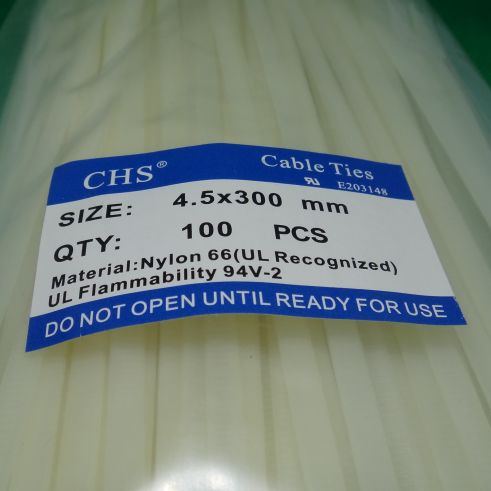 CHS® Cable Ties
E203148
SIZE: 4.5x300 mm
QTY: 100 PCS
Material:Nylon 66(UL Recognized)
UL Flammability 94V-2
DO NOT OPEN UNTIL READY FOR USE